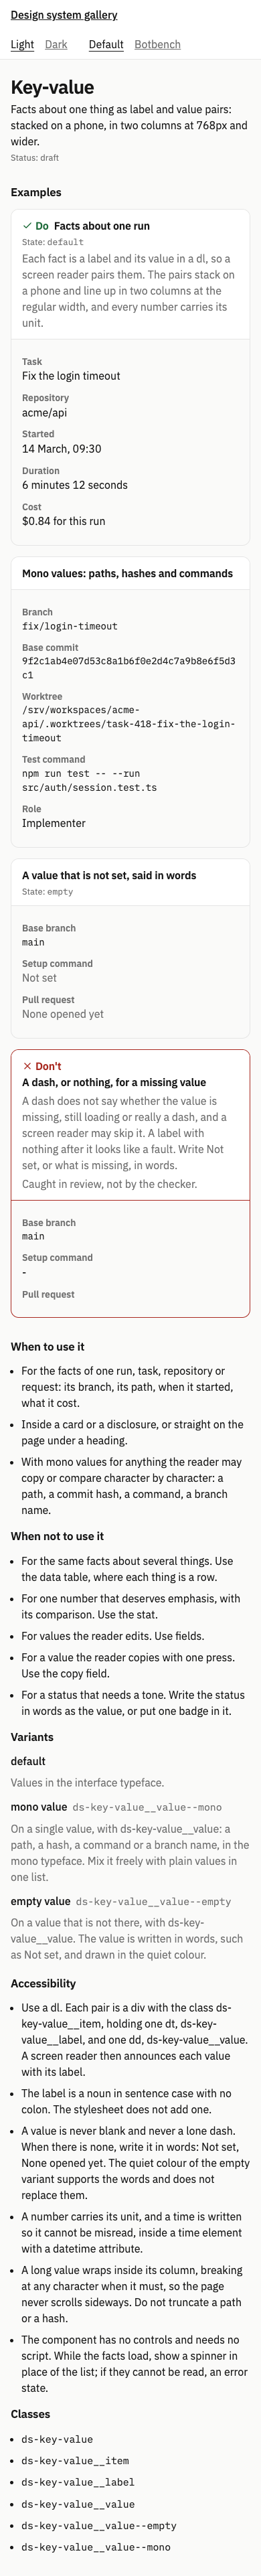 Design system gallery
Light Dark Default Botbench
Key-value
Facts about one thing as label and value pairs:
stacked on a phone, in two columns at 768px and
wider.
Status: draft
Examples
✓ Do Facts about one run
State: default
Each fact is a label and its value in a dl, so a
screen reader pairs them. The pairs stack on
a phone and line up in two columns at the
regular width, and every number carries its
unit.
Task
Fix the login timeout
Repository
acme/api
Started
14 March, 09:30
Duration
6 minutes 12 seconds
Cost
$0.84 for this run
Mono values: paths, hashes and commands
Branch
fix/login-timeout
Base commit
9f2c1ab4e07d53c8a1b6f0e2d4c7a9b8e6f5d3
c1
Worktree
/srv/workspaces/acme-
api/.worktrees/task-418-fix-the-login-
timeout
Test command
npm run test -- --run
src/auth/session.test.ts
Role
Implementer
A value that is not set, said in words
State: empty
Base branch
main
Setup command
Not set
Pull request
None opened yet
✕ Don't
A dash, or nothing, for a missing value
A dash does not say whether the value is
missing, still loading or really a dash, and a
screen reader may skip it. A label with
nothing after it looks like a fault. Write Not
set, or what is missing, in words.
Caught in review, not by the checker.
Base branch
main
Setup command
-
Pull request
When to use it
• For the facts of one run, task, repository or
request: its branch, its path, when it started,
what it cost.
• Inside a card or a disclosure, or straight on the
page under a heading.
• With mono values for anything the reader may
copy or compare character by character: a
path, a commit hash, a command, a branch
name.
When not to use it
• For the same facts about several things. Use
the data table, where each thing is a row.
• For one number that deserves emphasis, with
its comparison. Use the stat.
• For values the reader edits. Use fields.
• For a value the reader copies with one press.
Use the copy field.
• For a status that needs a tone. Write the status
in words as the value, or put one badge in it.
Variants
default
Values in the interface typeface.
mono value ds-key-value__value--mono
On a single value, with ds-key-value__value: a
path, a hash, a command or a branch name, in the
mono typeface. Mix it freely with plain values in
one list.
empty value ds-key-value__value--empty
On a value that is not there, with ds-key-
value__value. The value is written in words, such
as Not set, and drawn in the quiet colour.
Accessibility
• Use a dl. Each pair is a div with the class ds-
key-value__item, holding one dt, ds-key-
value__label, and one dd, ds-key-value__value.
A screen reader then announces each value
with its label.
• The label is a noun in sentence case with no
colon. The stylesheet does not add one.
• A value is never blank and never a lone dash.
When there is none, write it in words: Not set,
None opened yet. The quiet colour of the empty
variant supports the words and does not
replace them.
• A number carries its unit, and a time is written
so it cannot be misread, inside a time element
with a datetime attribute.
• A long value wraps inside its column, breaking
at any character when it must, so the page
never scrolls sideways. Do not truncate a path
or a hash.
• The component has no controls and needs no
script. While the facts load, show a spinner in
place of the list; if they cannot be read, an error
state.
Classes
• ds-key-value
• ds-key-value__item
• ds-key-value__label
• ds-key-value__value
• ds-key-value__value--empty
• ds-key-value__value--mono